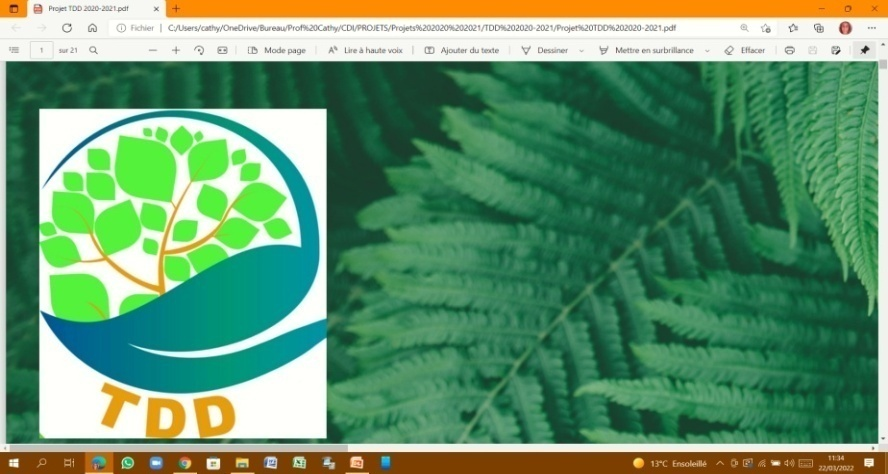 Projet TDD 2020-2021.pdf
Fichier | C:/Users/cathy/OneDrive/Bureau/Prof%20Cathy/CDI/PROJETS/Projets%202020%202021/TDD%202020-2021/Projet%20TDD%202020-2021.pdf
1 sur 21 Mode page Lire à haute voix Ajouter du texte Dessiner Mettre en surbrillance Effacer
TDD
13°C Ensoleillé
11:34
22/03/2022